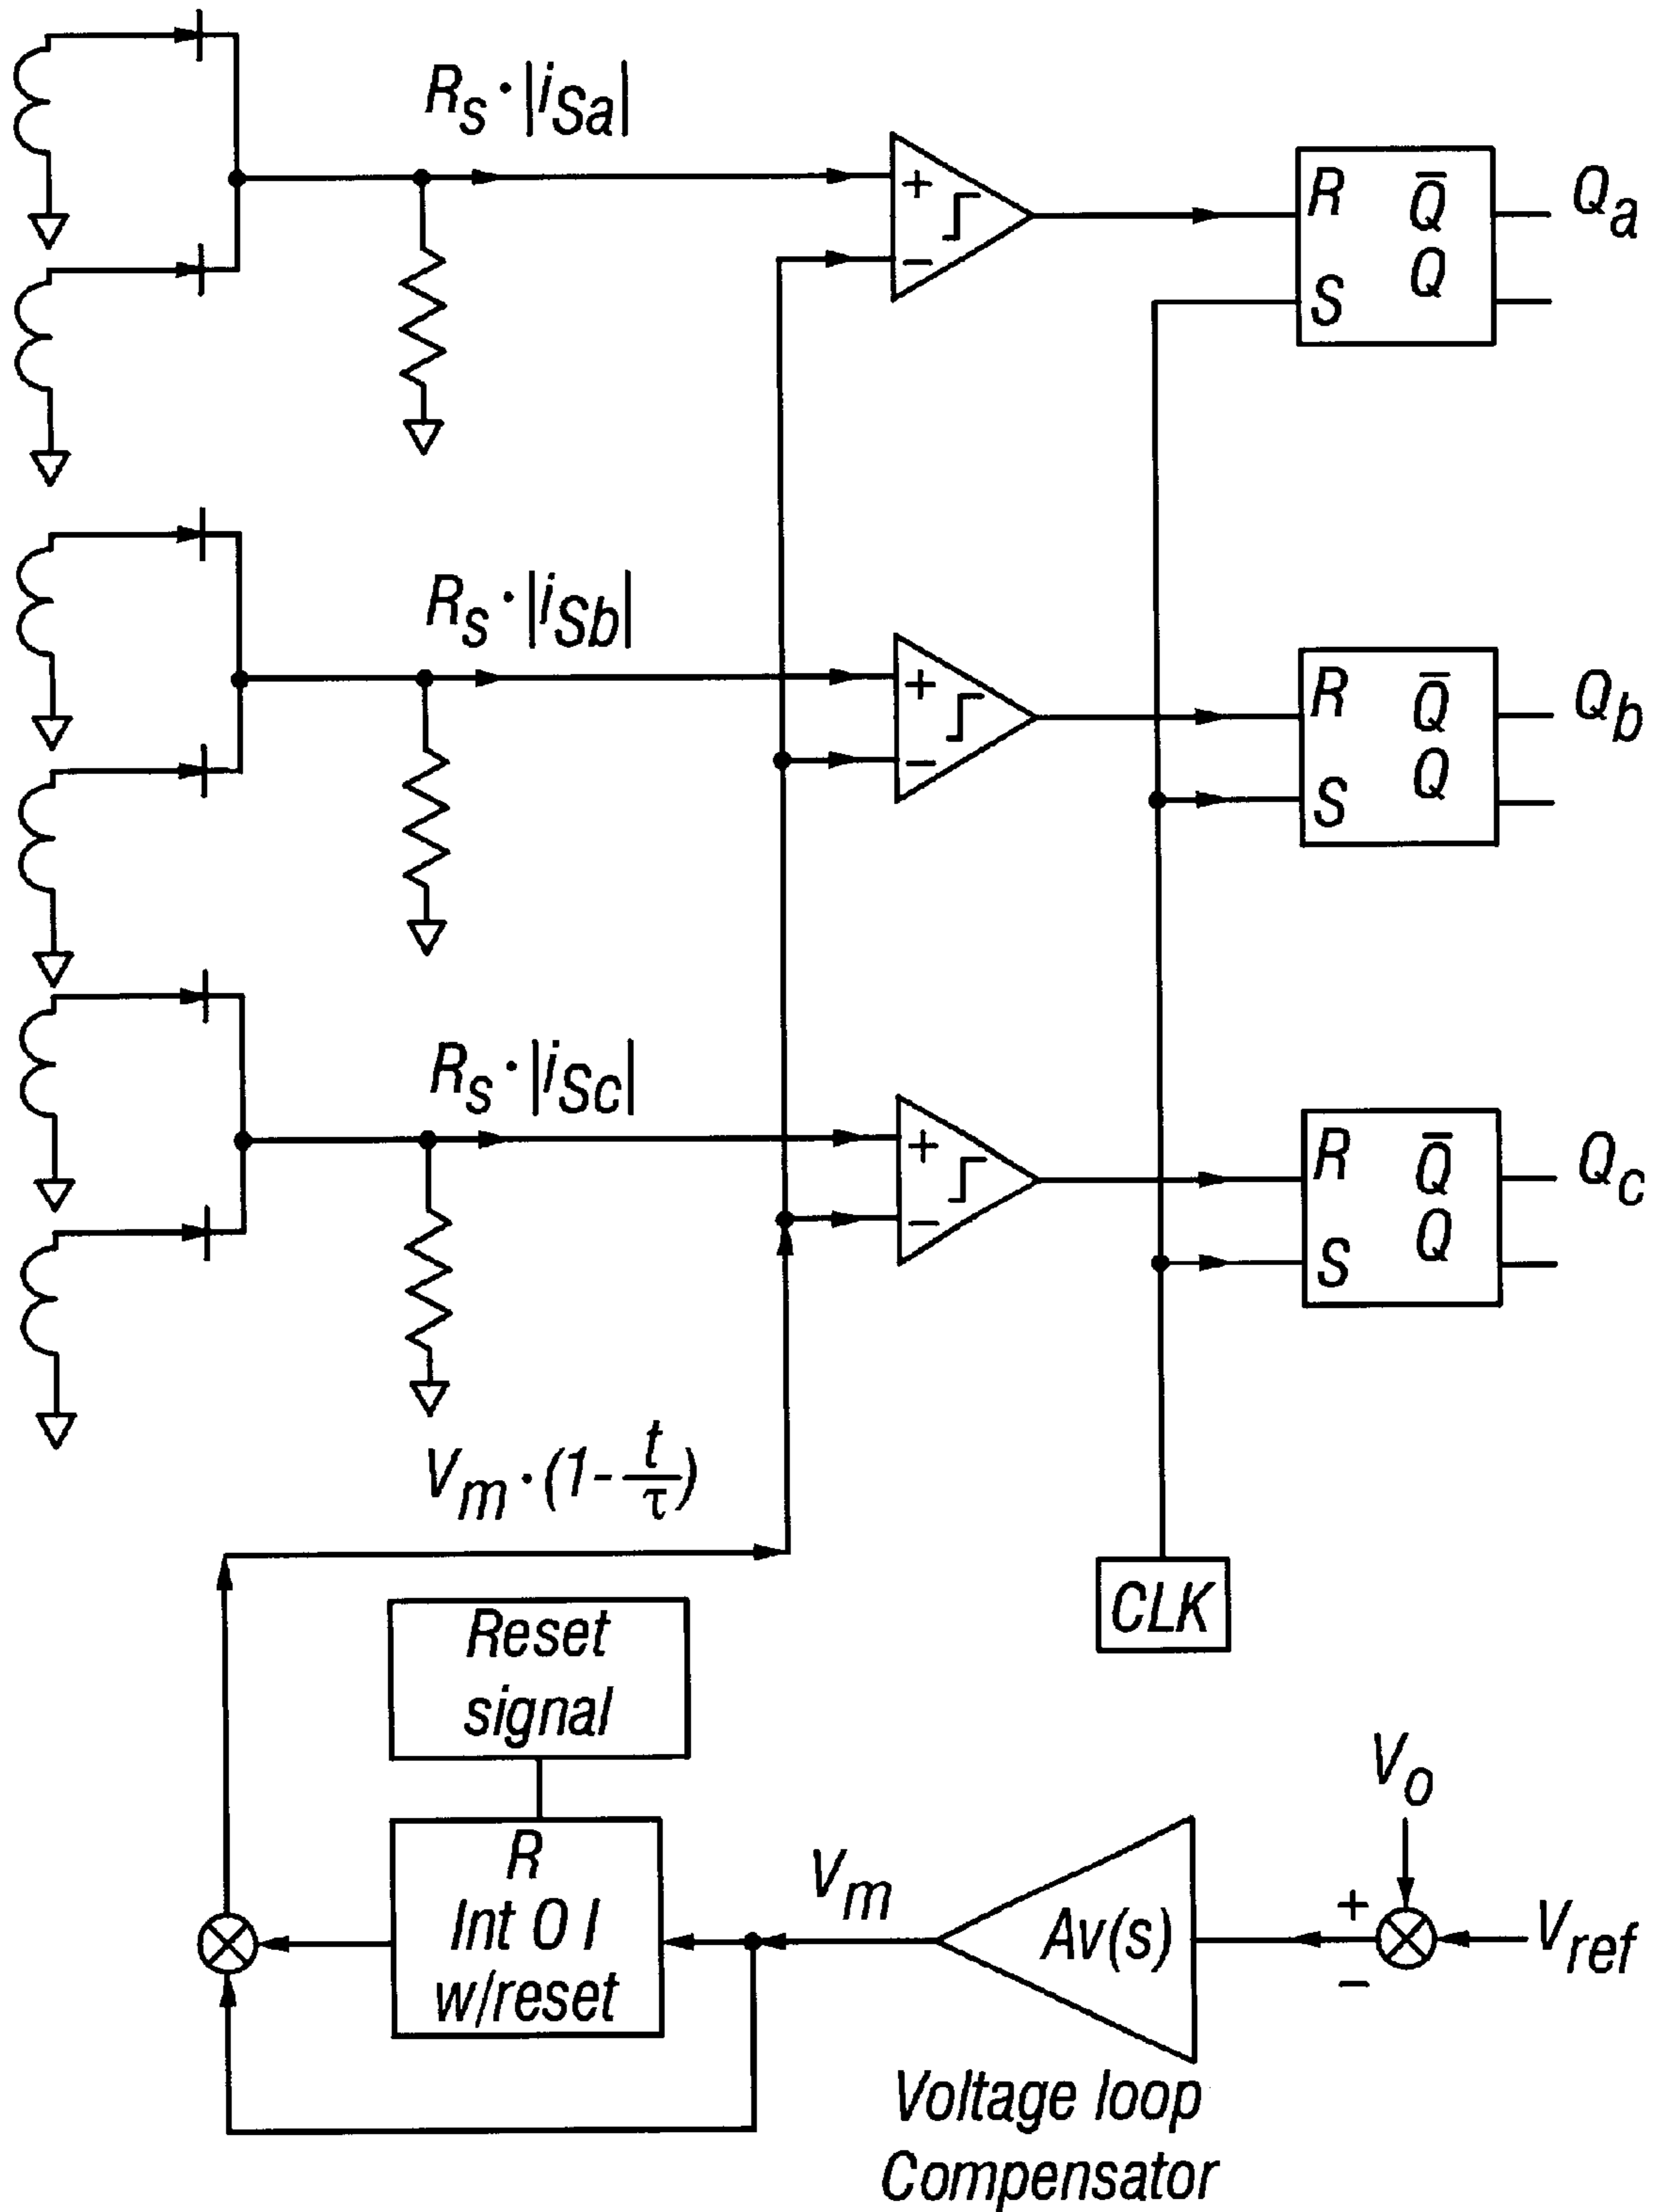 Rs·|iSa|
+
−
R Q̄
Q
S
Qa
Rs·|iSb|
+
−
R Q̄
Q
S
Qb
Rs·|iSc|
+
−
R Q̄
Q
S
Qc
Vm·(1-t/τ)
CLK
Reset
signal
R
Int O I
w/reset
Vm
Av(s)
Vo
+
−
Vref
Voltage loop
Compensator